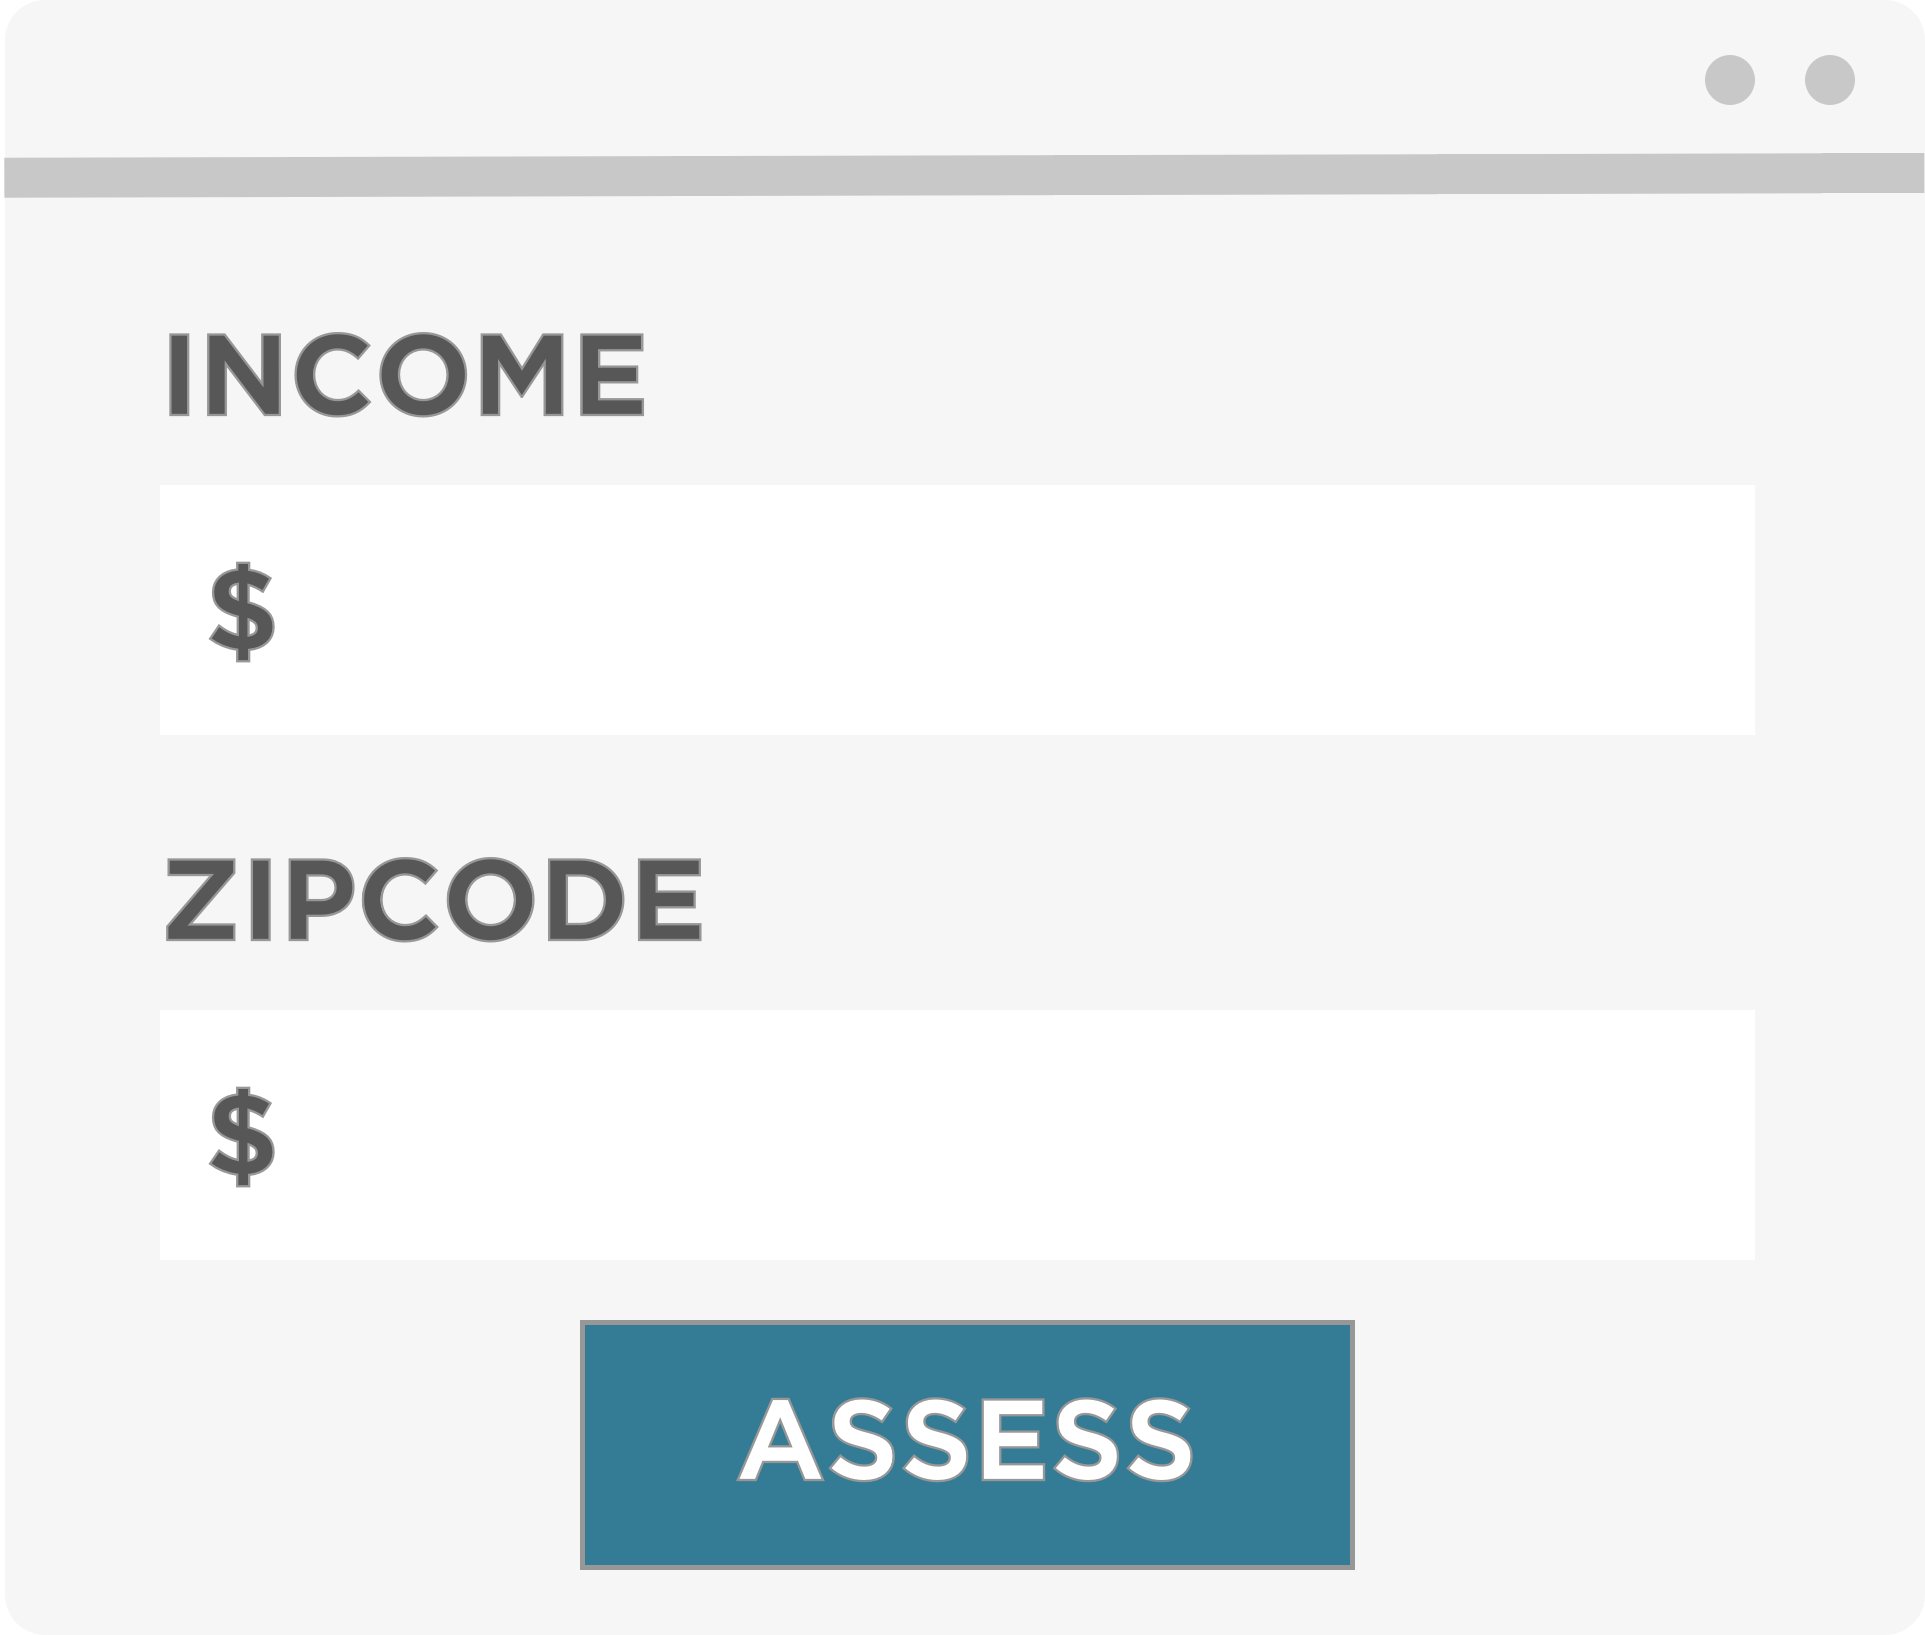 INCOME
$
ZIPCODE
$
ASSESS